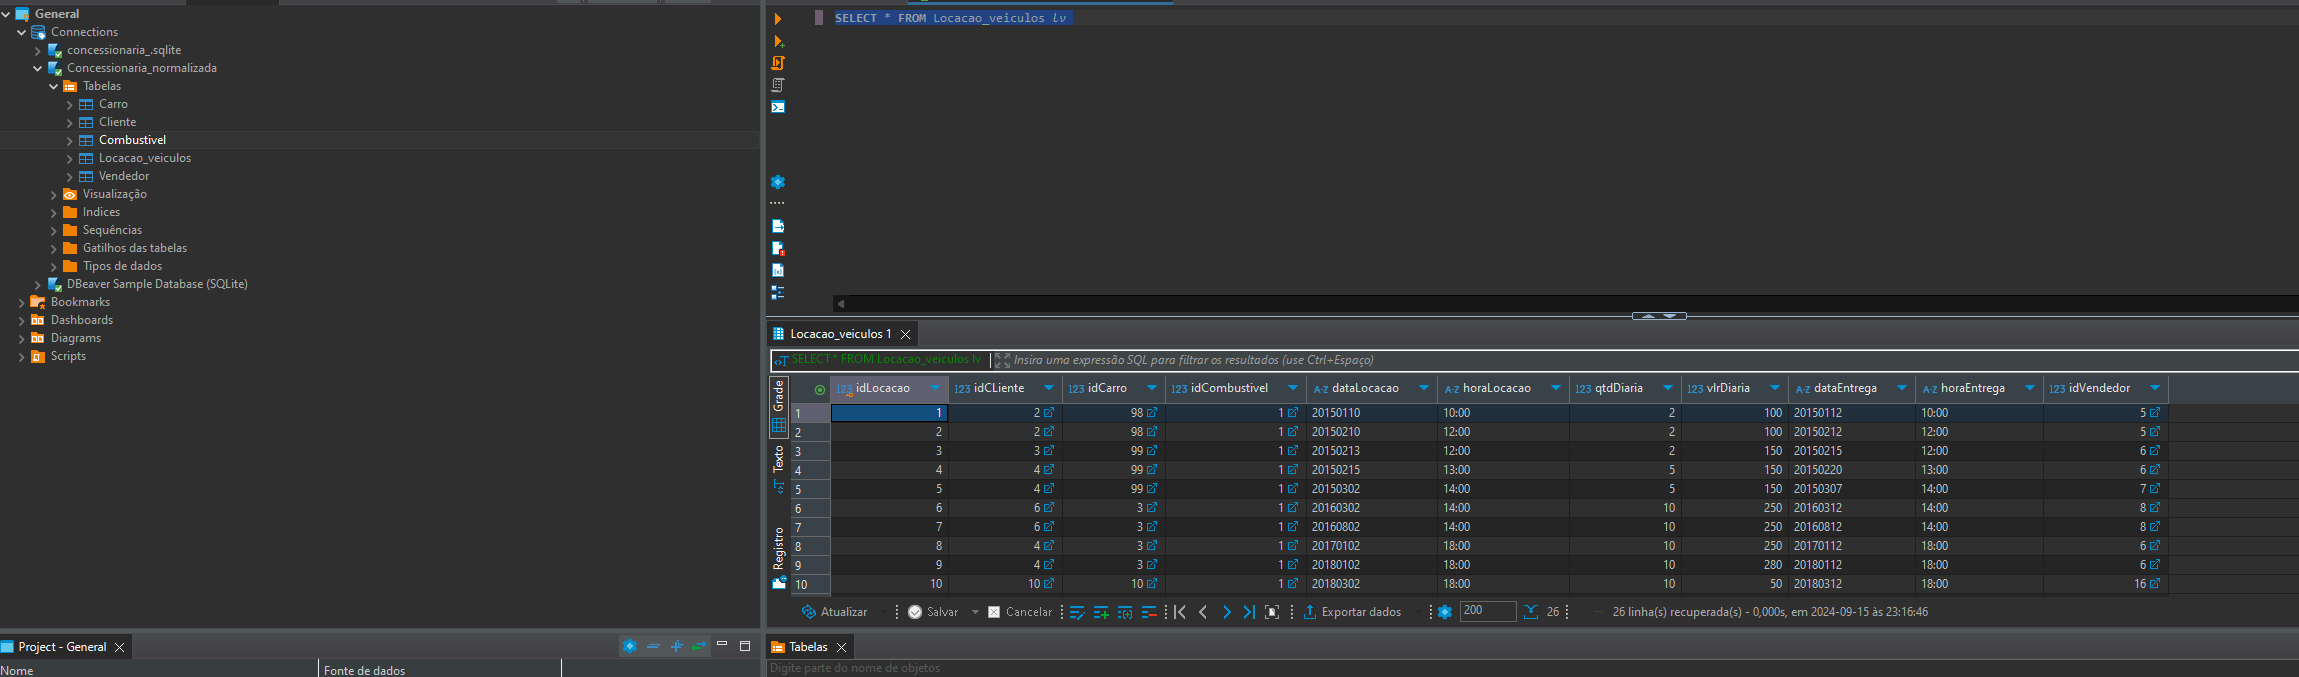 General
Connections
concessionaria_.sqlite
Concessionaria_normalizada
Tabelas
Carro
Cliente
Combustivel
Locacao_veiculos
Vendedor
Visualização
Indices
Sequências
Gatilhos das tabelas
Tipos de dados
DBeaver Sample Database (SQLite)
Bookmarks
Dashboards
Diagrams
Scripts
Project - General
Nome Fonte de dados
SELECT * FROM Locacao_veiculos lv
Locacao_veiculos 1
SELECT * FROM Locacao_veiculos lv Insira uma expressão SQL para filtrar os resultados (use Ctrl+Espaço)
Grade
Texto
Registro
123 idLocacao 123 idCLiente 123 idCarro 123 idCombustivel A-Z dataLocacao A-Z horaLocacao 123 qtdDiaria 123 vlrDiaria A-Z dataEntrega A-Z horaEntrega 123 idVendedor
1 1 2 98 1 20150110 10:00 2 100 20150112 10:00 5
2 2 2 98 1 20150210 12:00 2 100 20150212 12:00 5
3 3 3 99 1 20150213 12:00 2 150 20150215 12:00 6
4 4 4 99 1 20150215 13:00 5 150 20150220 13:00 6
5 5 4 99 1 20150302 14:00 5 150 20150307 14:00 7
6 6 6 3 1 20160302 14:00 10 250 20160312 14:00 8
7 7 6 3 1 20160802 14:00 10 250 20160812 14:00 8
8 8 4 3 1 20170102 18:00 10 250 20170112 18:00 6
9 9 4 3 1 20180102 18:00 10 280 20180112 18:00 6
10 10 10 10 1 20180302 18:00 10 50 20180312 18:00 16
Atualizar Salvar Cancelar Exportar dados 200 26 26 linha(s) recuperada(s) - 0,000s, em 2024-09-15 às 23:16:46
Tabelas
Digite parte do nome de objetos